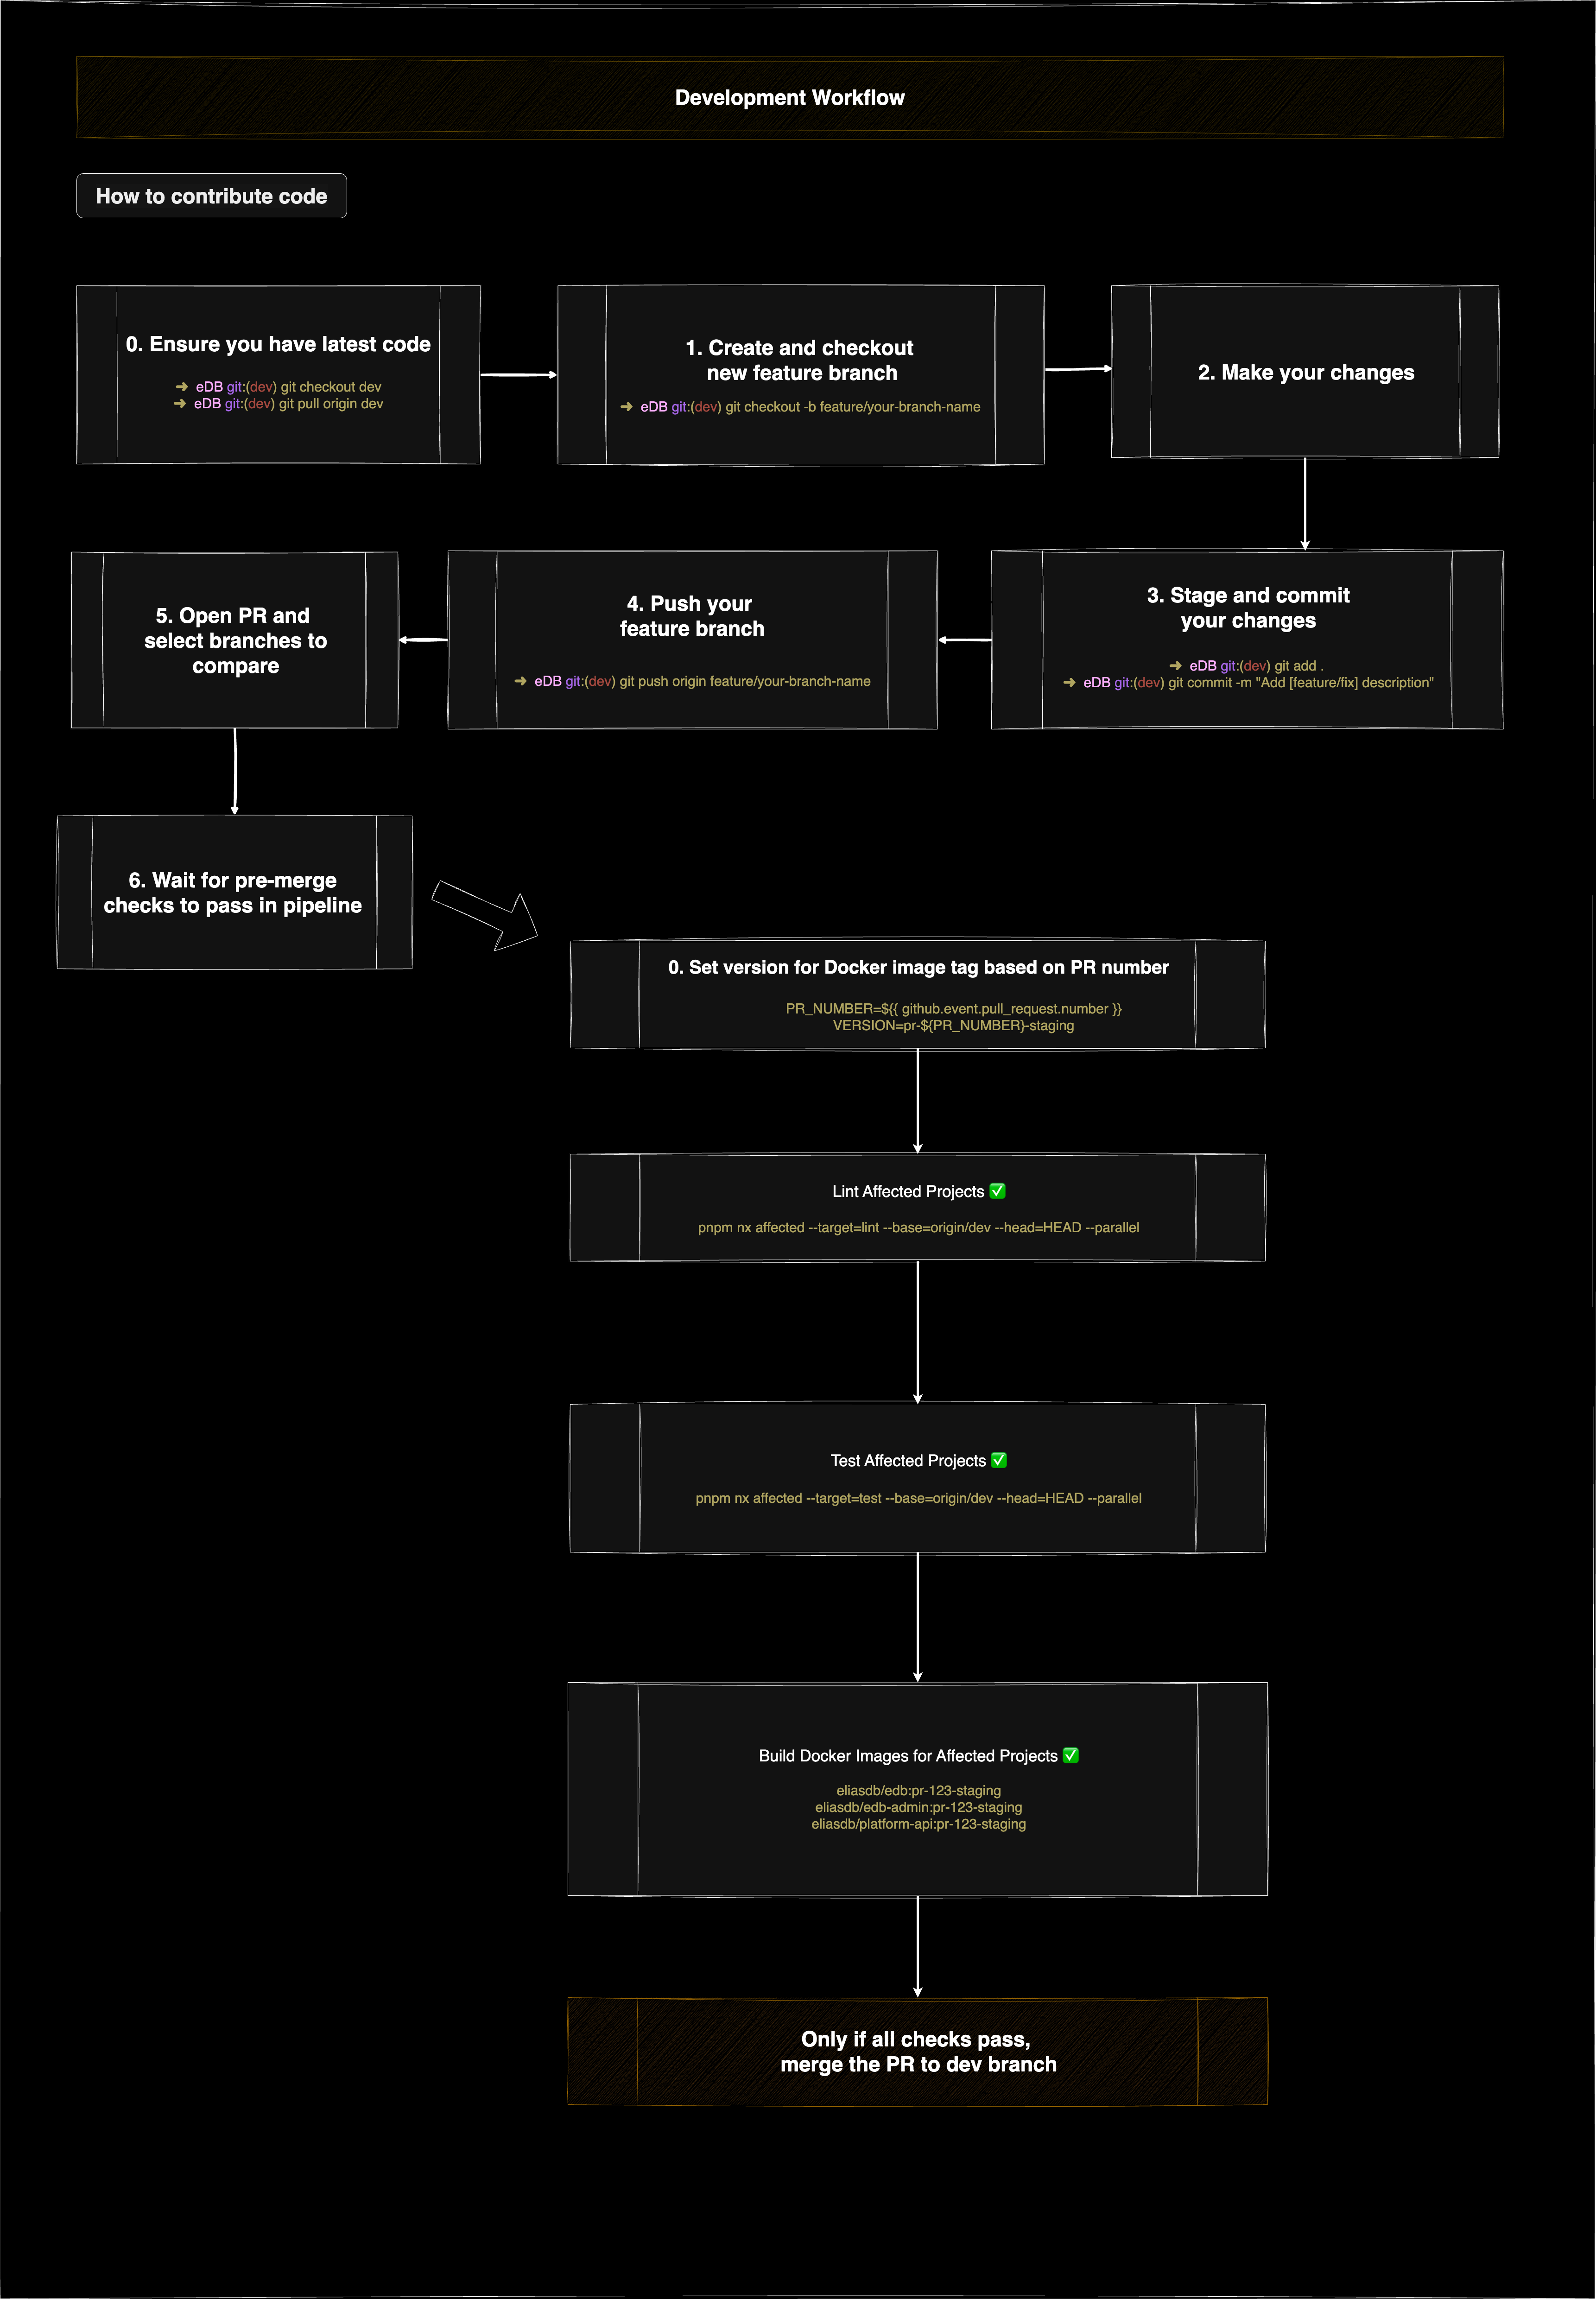 Development Workflow
How to contribute code
0. Ensure you have latest code
➜ eDB git:(dev) git checkout dev
➜ eDB git:(dev) git pull origin dev
1. Create and checkout
new feature branch
➜ eDB git:(dev) git checkout -b feature/your-branch-name
2. Make your changes
3. Stage and commit
your changes
➜ eDB git:(dev) git add .
➜ eDB git:(dev) git commit -m "Add [feature/fix] description"
4. Push your
feature branch
➜ eDB git:(dev) git push origin feature/your-branch-name
5. Open PR and
select branches to
compare
6. Wait for pre-merge
checks to pass in pipeline
0. Set version for Docker image tag based on PR number
PR_NUMBER=${{ github.event.pull_request.number }}
VERSION=pr-${PR_NUMBER}-staging
Lint Affected Projects ✅
pnpm nx affected --target=lint --base=origin/dev --head=HEAD --parallel
Test Affected Projects ✅
pnpm nx affected --target=test --base=origin/dev --head=HEAD --parallel
Build Docker Images for Affected Projects ✅
eliasdb/edb:pr-123-staging
eliasdb/edb-admin:pr-123-staging
eliasdb/platform-api:pr-123-staging
Only if all checks pass,
merge the PR to dev branch